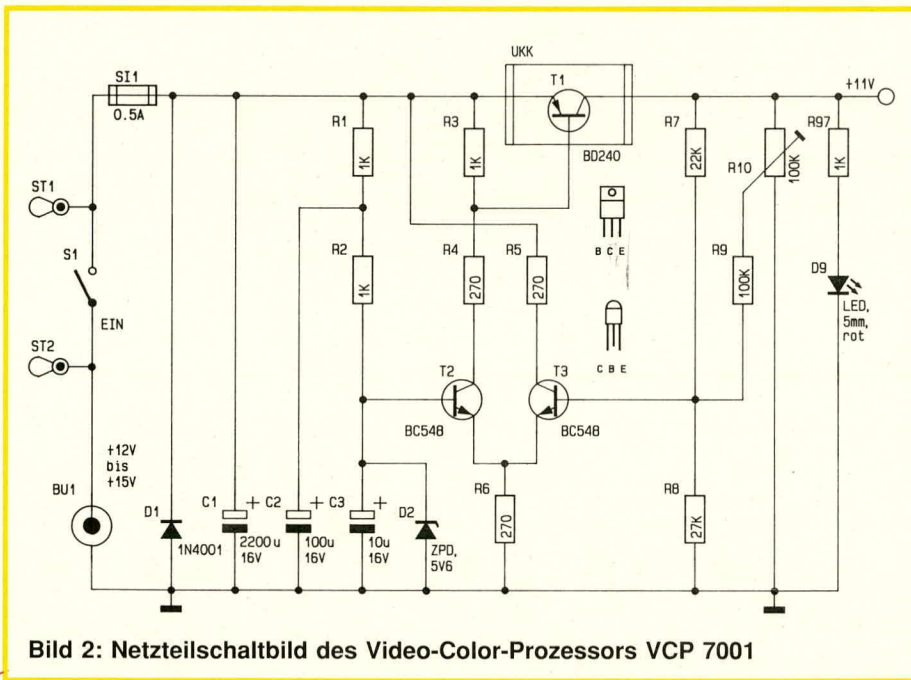 UKK
SI1
0.5A
T1
+11V
BD240
R1
1K
R3
1K
R7
22K
R10
100K
R97
1K
ST1
S1
EIN
ST2
R2
1K
R4
270
R5
270
B C E
R9
100K
D9
LED,
5mm,
rot
C B E
T2
BC548
T3
BC548
+12V
bis
+15V
BU1
D1
1N4001
C1
+
2200u
16V
C2
+
100u
16V
C3
+
10u
16V
D2
ZPD,
5V6
R6
270
R8
27K
Bild 2: Netzteilschaltbild des Video-Color-Prozessors VCP 7001